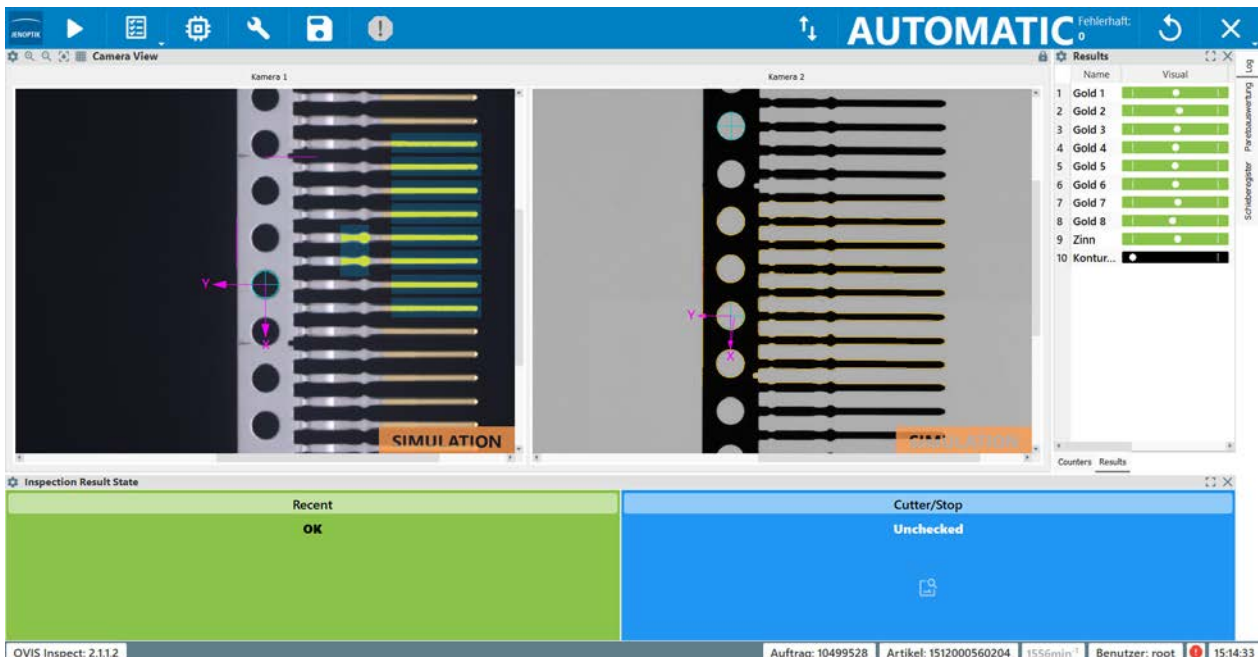 JENOPTIK
AUTOMATIC
Fehlerhaft:
0
Camera View
Kamera 1
Kamera 2
Y
X
SIMULATION
Y
X
SIMULATION
Results
Name Visual
1 Gold 1
2 Gold 2
3 Gold 3
4 Gold 4
5 Gold 5
6 Gold 6
7 Gold 7
8 Gold 8
9 Zinn
10 Kontur...
Counters Results
Log
Paretoauswertung
Schieberegister
Inspection Result State
Recent
OK
Cutter/Stop
Unchecked
OVIS Inspect: 2.1.1.2
Auftrag: 10499528
Artikel: 1512000560204
1556min⁻¹
Benutzer: root
15:14:33